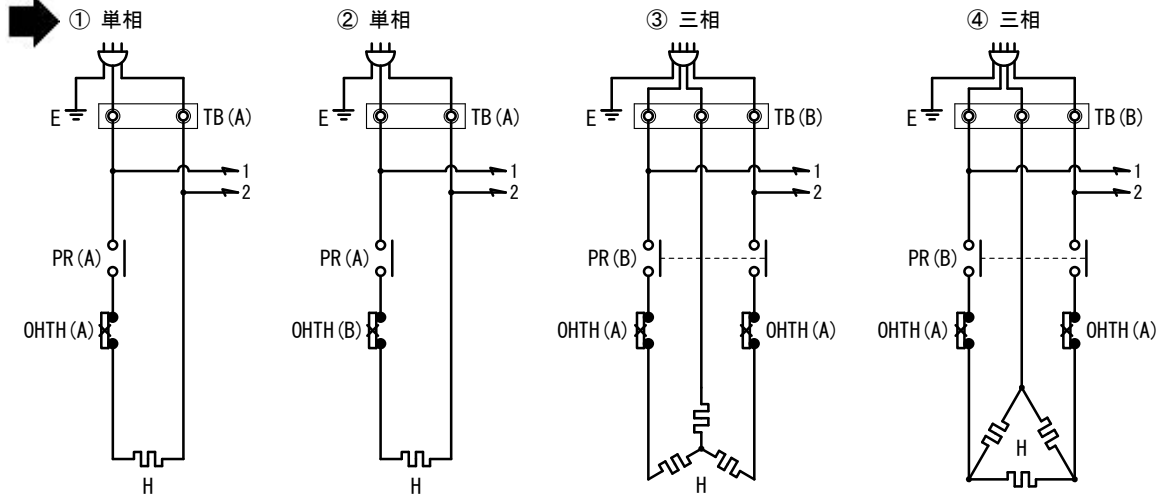 ① 単相
E
TB(A)
1
2
PR(A)
OHTH(A)
H
② 単相
E
TB(A)
1
2
PR(A)
OHTH(B)
H
③ 三相
E
TB(B)
1
2
PR(B)
OHTH(A)
OHTH(A)
H
④ 三相
E
TB(B)
1
2
PR(B)
OHTH(A)
OHTH(A)
H